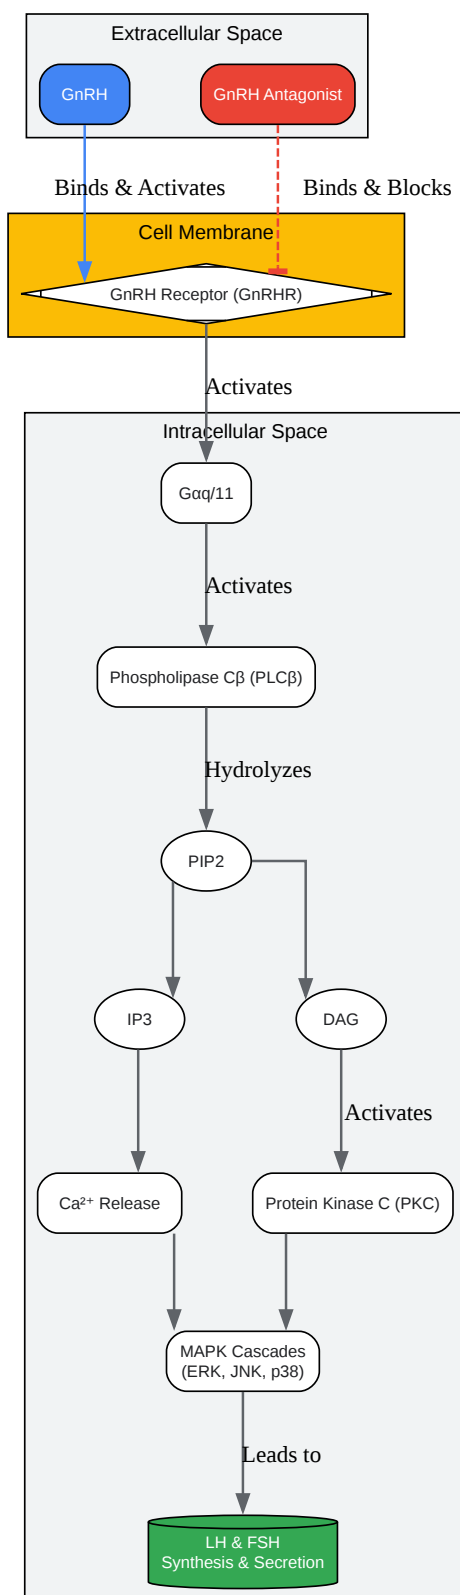 Extracellular Space
GnRH
GnRH Antagonist
Binds & Activates
Binds & Blocks
Cell Membrane
GnRH Receptor (GnRHR)
Activates
Intracellular Space
Gαq/11
Activates
Phospholipase Cβ (PLCβ)
Hydrolyzes
PIP2
IP3
DAG
Activates
Ca²⁺ Release
Protein Kinase C (PKC)
MAPK Cascades
(ERK, JNK, p38)
Leads to
LH & FSH
Synthesis & Secretion